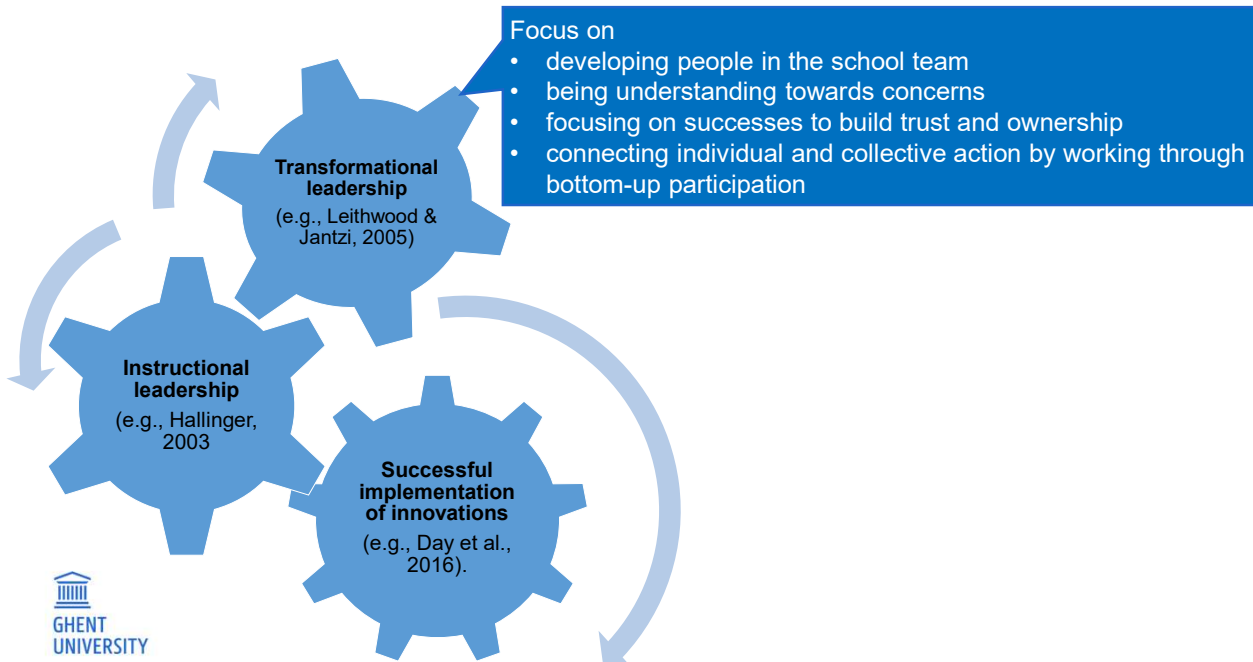 Focus on
• developing people in the school team
• being understanding towards concerns
• focusing on successes to build trust and ownership
• connecting individual and collective action by working through
bottom-up participation
Transformational
leadership
(e.g., Leithwood &
Jantzi, 2005)
Instructional
leadership
(e.g., Hallinger,
2003
Successful
implementation
of innovations
(e.g., Day et al.,
2016).
GHENT
UNIVERSITY